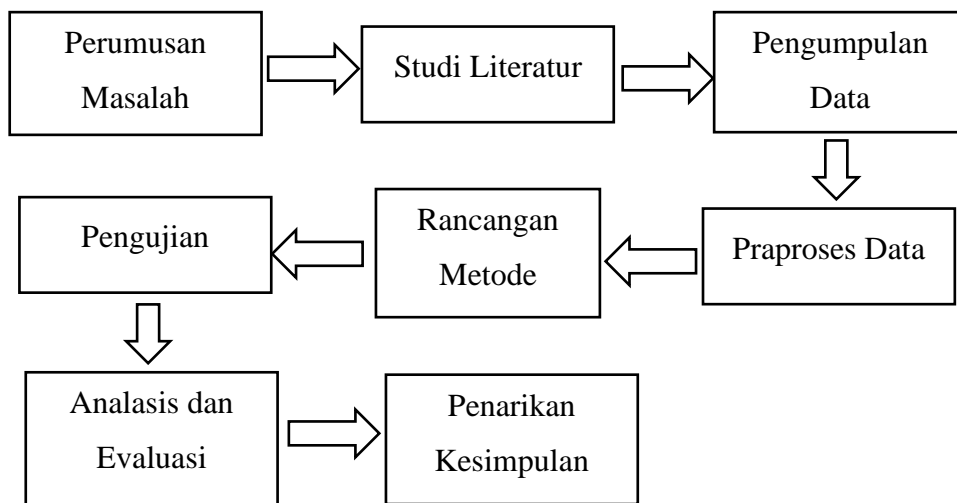 Perumusan
Masalah
Studi Literatur
Pengumpulan
Data
Praproses Data
Rancangan
Metode
Pengujian
Analasis dan
Evaluasi
Penarikan
Kesimpulan